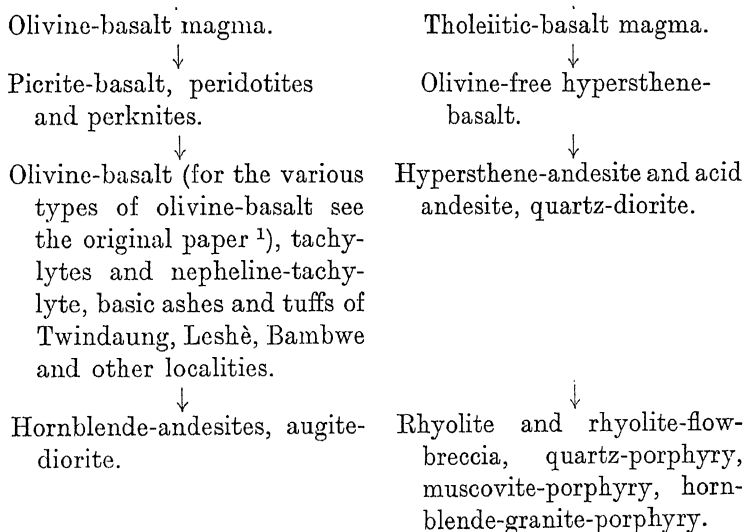 Olivine-basalt magma.
↓
Picrite-basalt, peridotites
and perknites.
↓
Olivine-basalt (for the various
types of olivine-basalt see
the original paper ¹), tachy-
lytes and nepheline-tachy-
lyte, basic ashes and tuffs of
Twindaung, Leshè, Bambwe
and other localities.
↓
Hornblende-andesites, augite-
diorite.
Tholeiitic-basalt magma.
↓
Olivine-free hypersthene-
basalt.
↓
Hypersthene-andesite and acid
andesite, quartz-diorite.
↓
Rhyolite and rhyolite-flow-
breccia, quartz-porphyry,
muscovite-porphyry, horn-
blende-granite-porphyry.